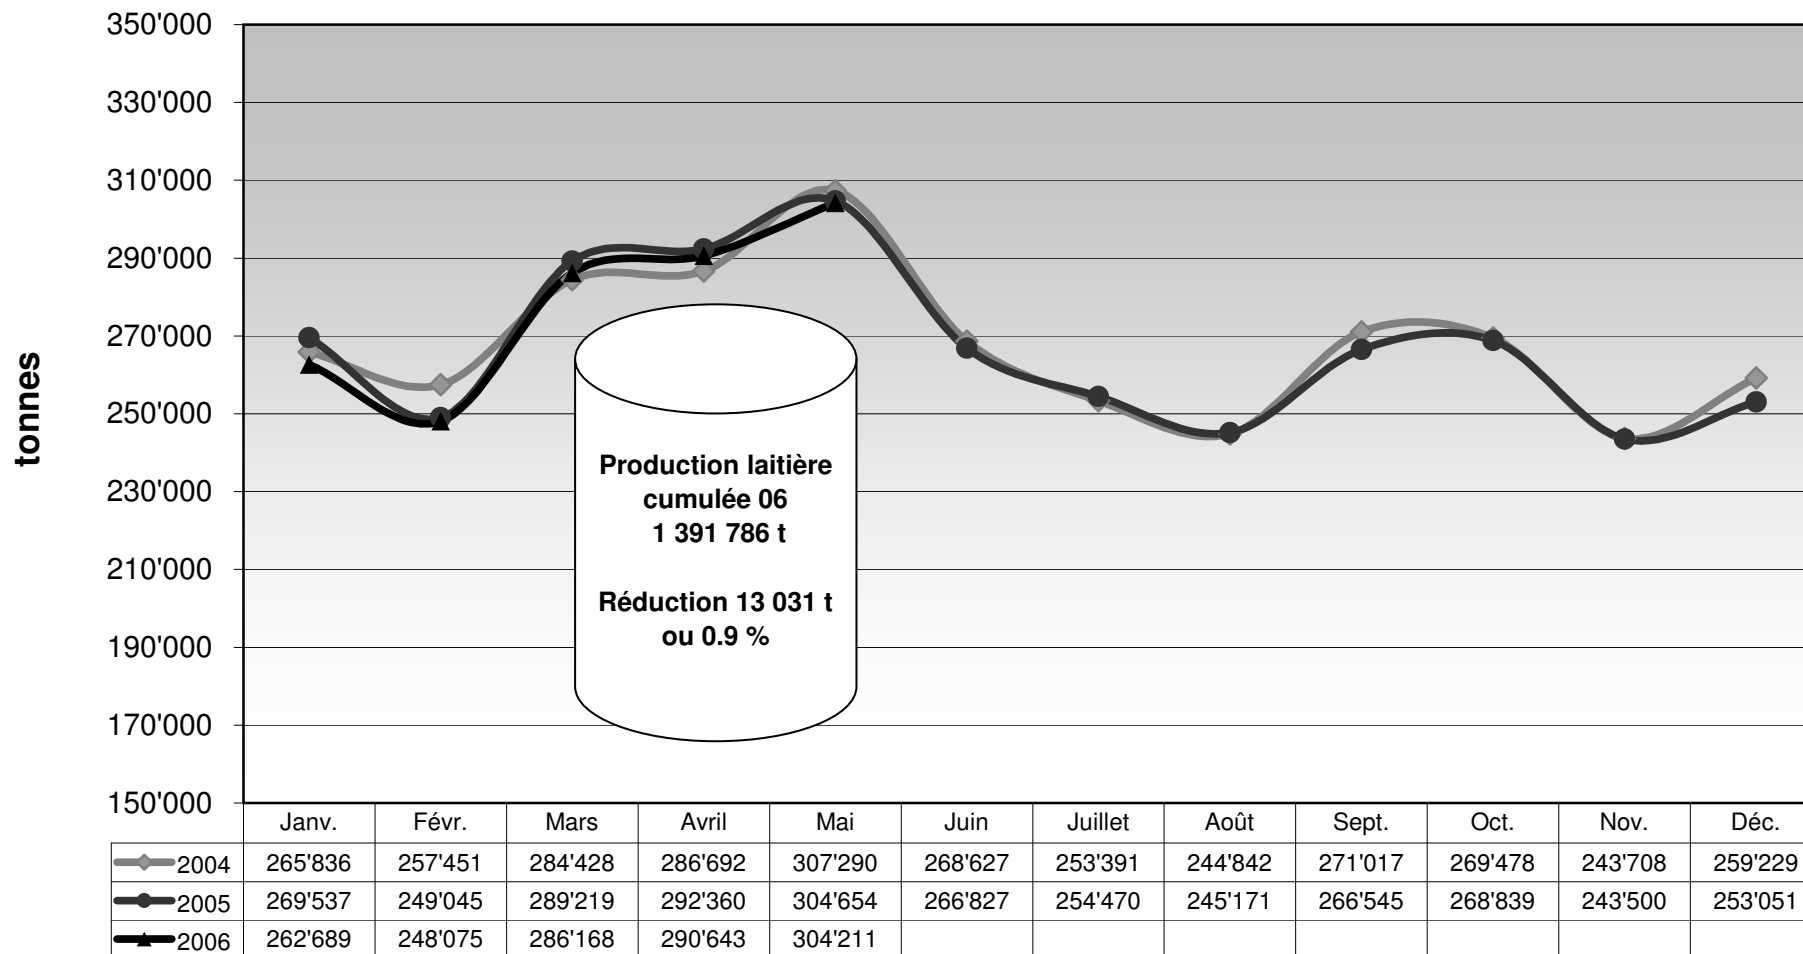 350'000
330'000
310'000
290'000
270'000
250'000
230'000
210'000
190'000
170'000
150'000
tonnes
Production laitière
cumulée 06
1 391 786 t
Réduction 13 031 t
ou 0.9 %
Janv. Févr. Mars Avril Mai Juin Juillet Août Sept. Oct. Nov. Déc.
2004 265'836 257'451 284'428 286'692 307'290 268'627 253'391 244'842 271'017 269'478 243'708 259'229
2005 269'537 249'045 289'219 292'360 304'654 266'827 254'470 245'171 266'545 268'839 243'500 253'051
2006 262'689 248'075 286'168 290'643 304'211